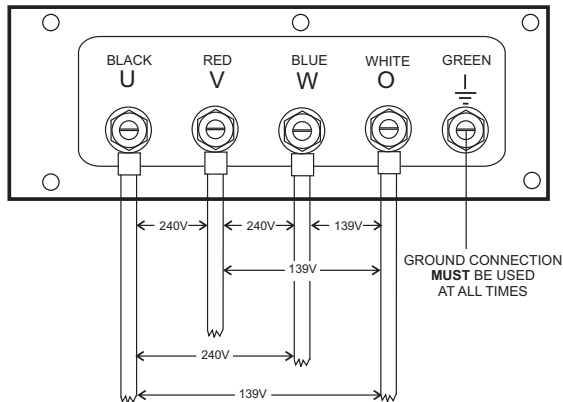 BLACK RED BLUE WHITE GREEN
U V W O
240V 240V 139V
139V
GROUND CONNECTION
MUST BE USED
AT ALL TIMES
240V
139V